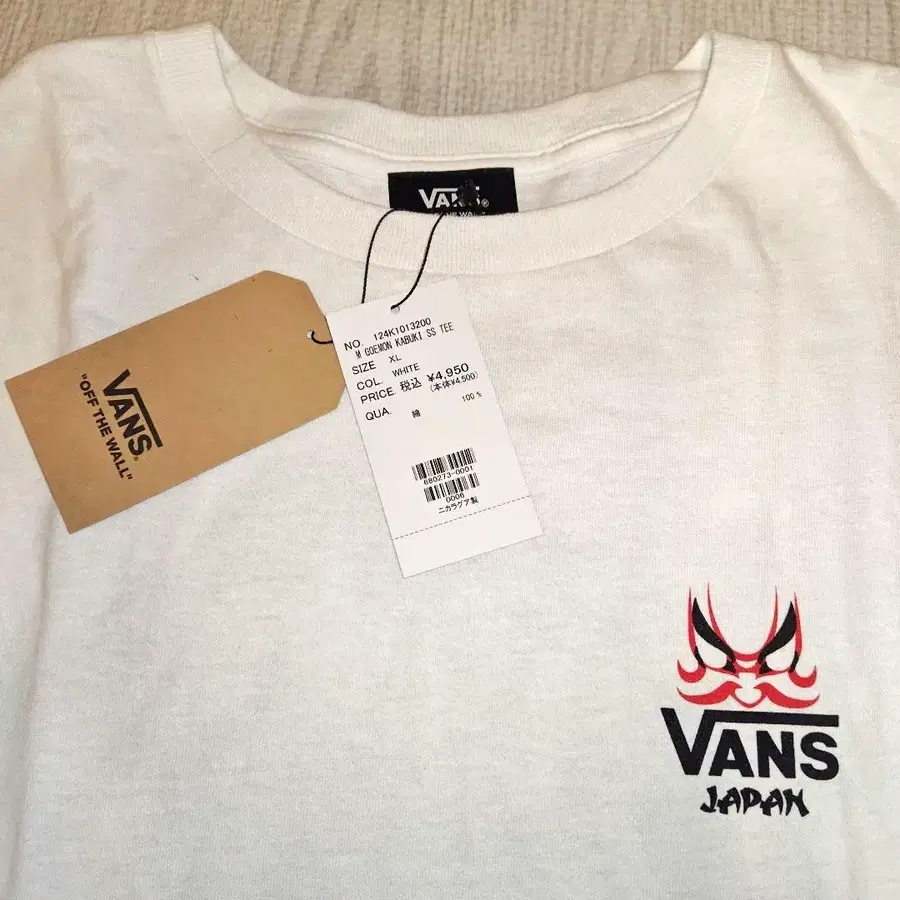 VANS®
THE WALL"
VANS®
"OFF THE WALL"
NO. 124K1013200
M GOEMON KABUKI SS TEE
SIZE XL
COL. WHITE
PRICE. 税込 ¥4,950
(本体¥4,500)
QUA. 綿 100%
680273-0001
0006
ニカラグア製
VANS
JAPAN